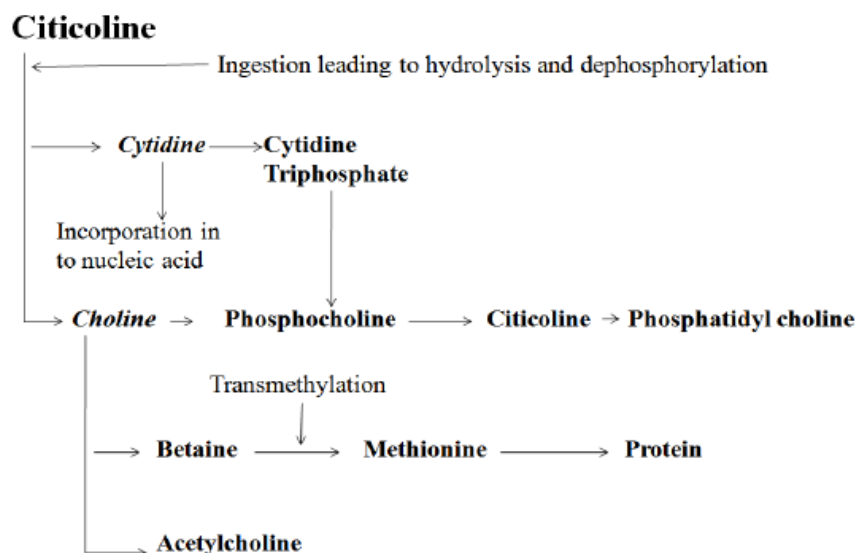 Citicoline
Ingestion leading to hydrolysis and dephosphorylation
Cytidine
Cytidine
Triphosphate
Incorporation in
to nucleic acid
Choline
Phosphocholine
Citicoline
Phosphatidyl choline
Transmethylation
Betaine
Methionine
Protein
Acetylcholine